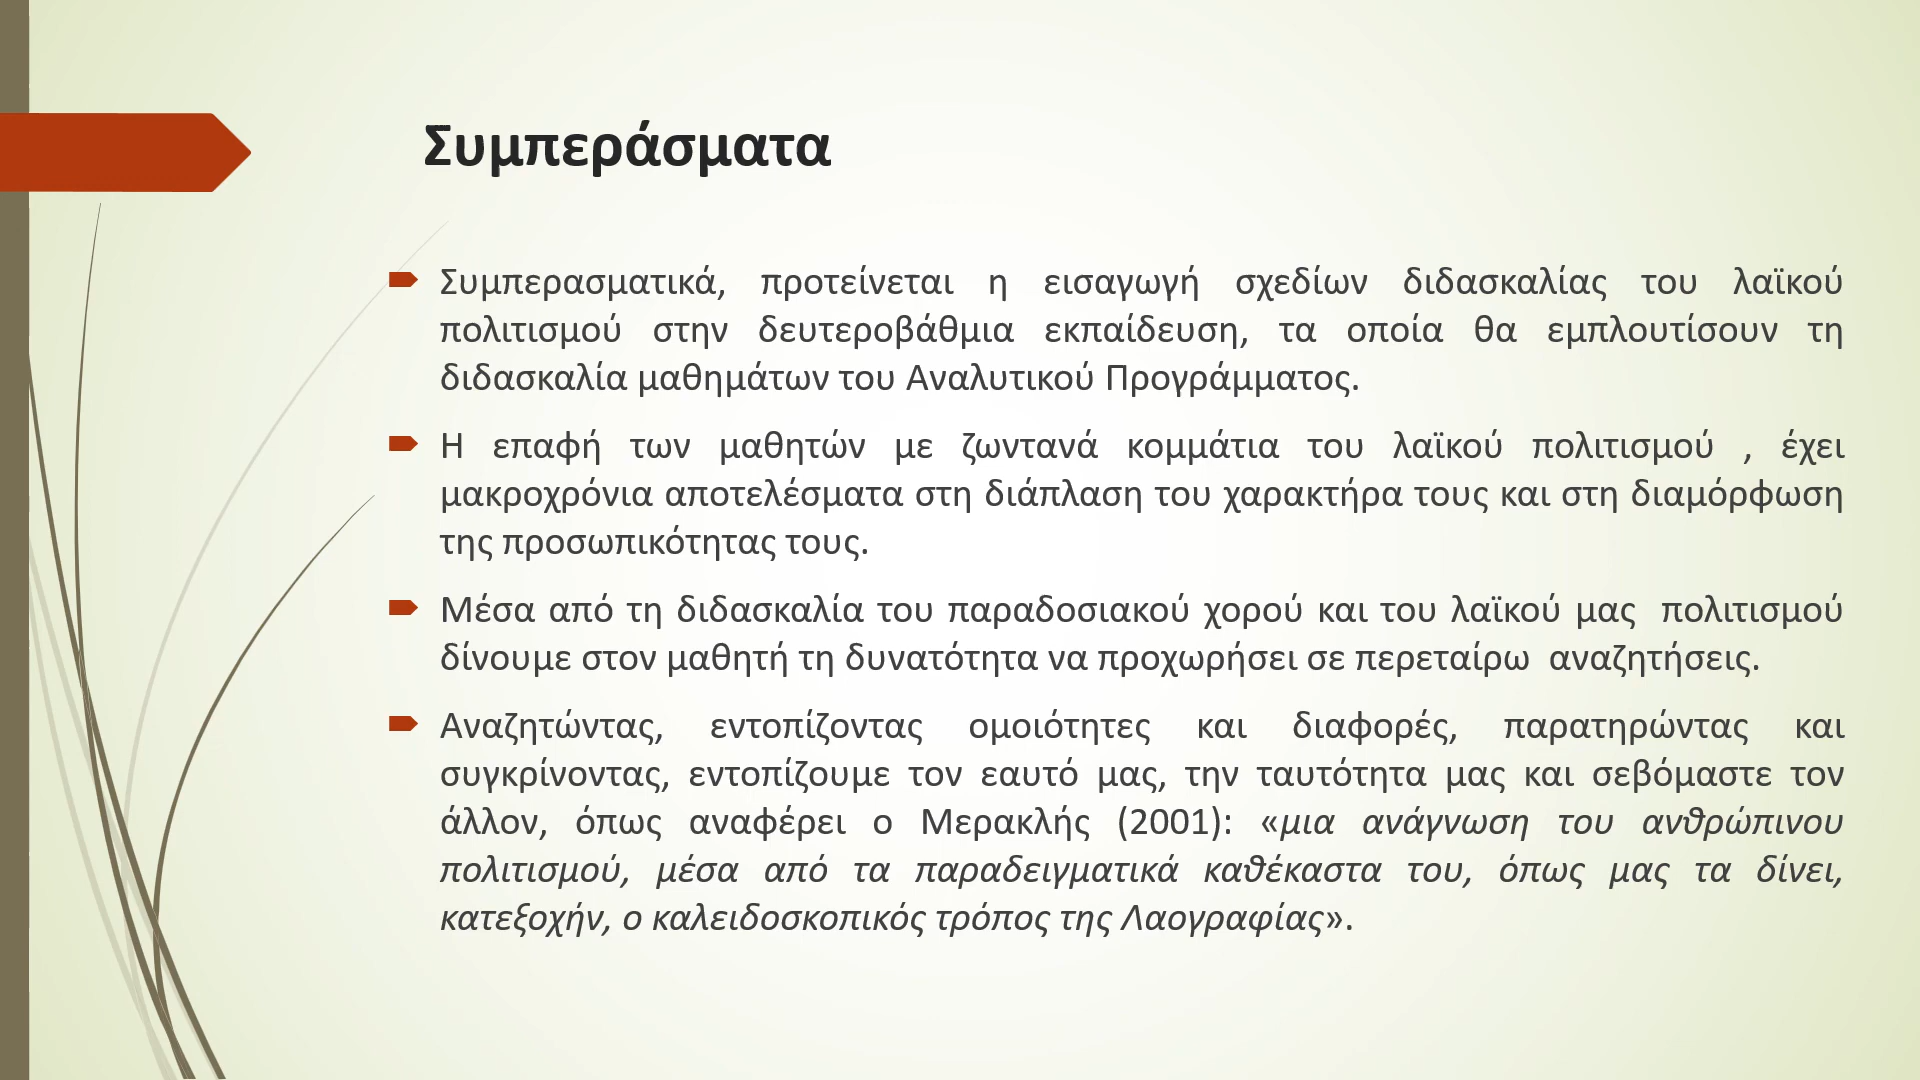 Συμπεράσματα
Συμπερασματικά, προτείνεται η εισαγωγή σχεδίων διδασκαλίας του λαϊκού
πολιτισμού στην δευτεροβάθμια εκπαίδευση, τα οποία θα εμπλουτίσουν τη
διδασκαλία μαθημάτων του Αναλυτικού Προγράμματος.
Η επαφή των μαθητών με ζωντανά κομμάτια του λαϊκού πολιτισμού , έχει
μακροχρόνια αποτελέσματα στη διάπλαση του χαρακτήρα τους και στη διαμόρφωση
της προσωπικότητας τους.
Μέσα από τη διδασκαλία του παραδοσιακού χορού και του λαϊκού μας πολιτισμού
δίνουμε στον μαθητή τη δυνατότητα να προχωρήσει σε περεταίρω αναζητήσεις.
Αναζητώντας, εντοπίζοντας ομοιότητες και διαφορές, παρατηρώντας και
συγκρίνοντας, εντοπίζουμε τον εαυτό μας, την ταυτότητα μας και σεβόμαστε τον
άλλον, όπως αναφέρει ο Μερακλής (2001): «μια ανάγνωση του ανθρώπινου
πολιτισμού, μέσα από τα παραδειγματικά καθέκαστα του, όπως μας τα δίνει,
κατεξοχήν, ο καλειδοσκοπικός τρόπος της Λαογραφίας».